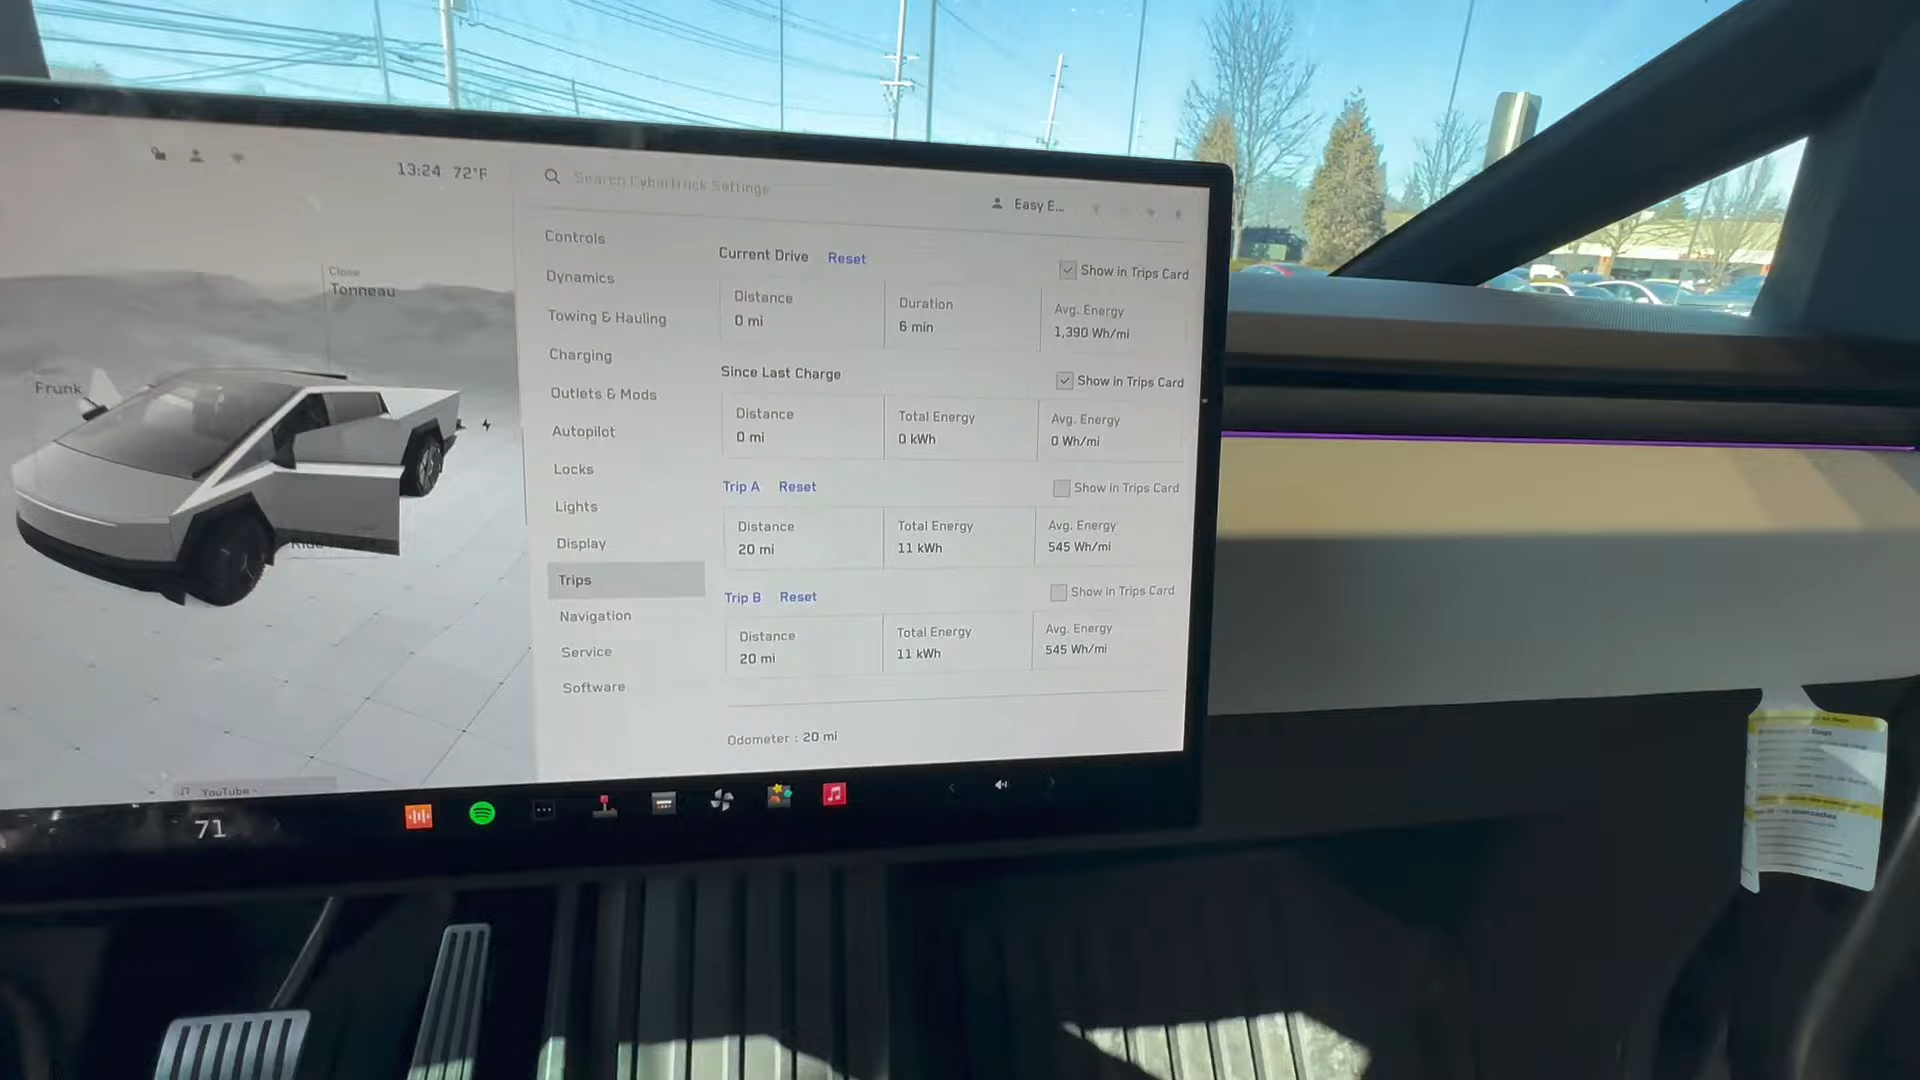 13:24 72°F
Close
Tonneau
Frunk
YouTube
71
Search Cybertruck Settings
Easy E...
Controls
Dynamics
Towing & Hauling
Charging
Outlets & Mods
Autopilot
Locks
Lights
Display
Trips
Navigation
Service
Software
Current Drive Reset
Show in Trips Card
Distance
0 mi
Duration
6 min
Avg. Energy
1,390 Wh/mi
Since Last Charge
Show in Trips Card
Distance
0 mi
Total Energy
0 kWh
Avg. Energy
0 Wh/mi
Trip A Reset
Show in Trips Card
Distance
20 mi
Total Energy
11 kWh
Avg. Energy
545 Wh/mi
Trip B Reset
Show in Trips Card
Distance
20 mi
Total Energy
11 kWh
Avg. Energy
545 Wh/mi
Odometer : 20 mi